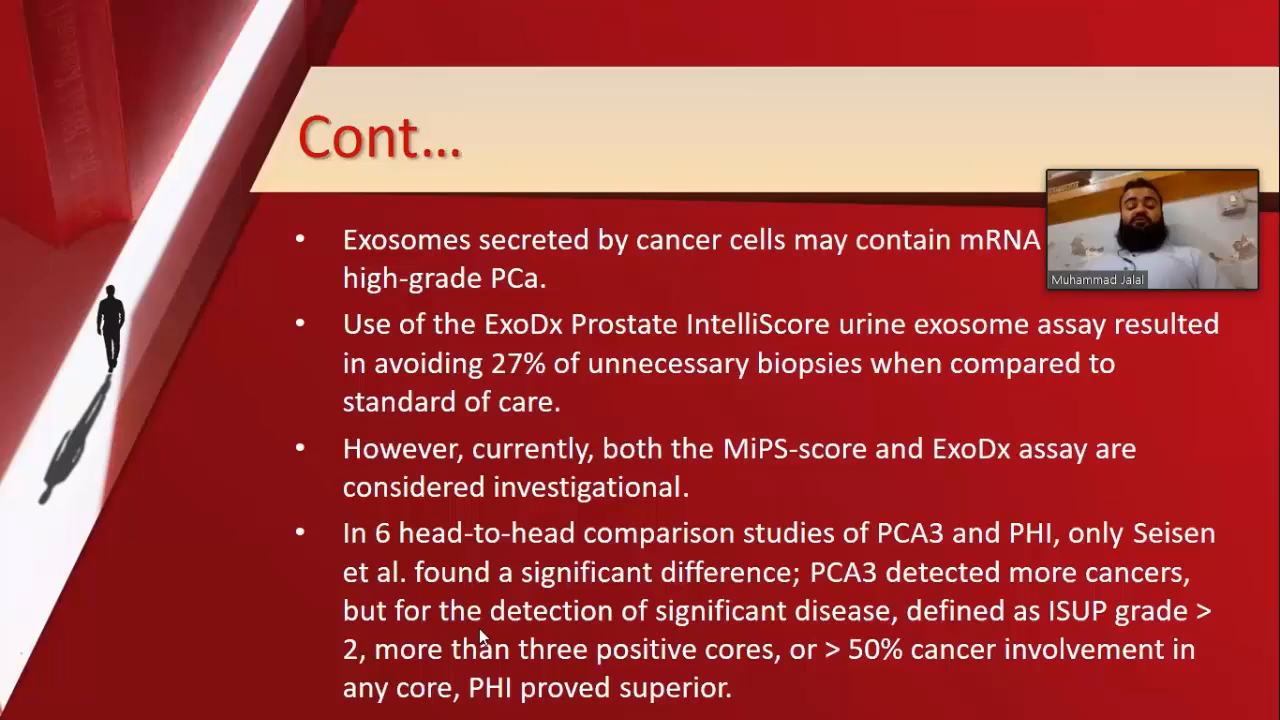 Cont...
Exosomes secreted by cancer cells may contain mRNA
high-grade PCa.
Muhammad Jalal
• Use of the ExoDx Prostate IntelliScore urine exosome assay resulted
in avoiding 27% of unnecessary biopsies when compared to
standard of care.
• However, currently, both the MiPS-score and ExoDx assay are
considered investigational.
• In 6 head-to-head comparison studies of PCA3 and PHI, only Seisen
et al. found a significant difference; PCA3 detected more cancers,
but for the detection of significant disease, defined as ISUP grade >
2, more than three positive cores, or > 50% cancer involvement in
any core, PHI proved superior.